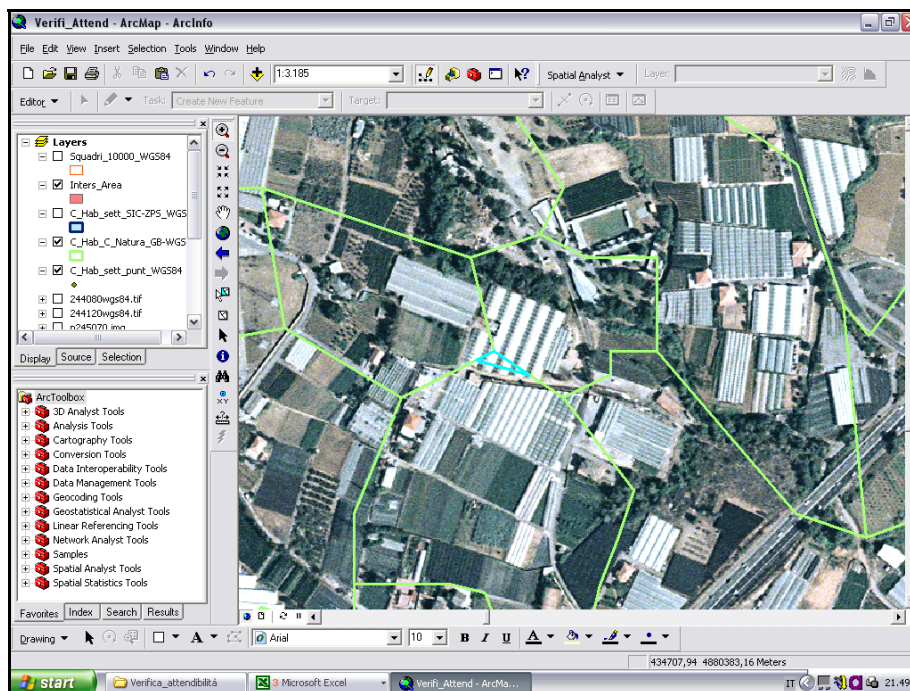 Verifi_Attend - ArcMap - ArcInfo
File Edit View Insert Selection Tools Window Help
1:3.185
Spatial Analyst
Layer:
Editor
Task:
Create New Feature
Target:
Layers
Squadri_10000_WGS84
Inters_Area
C_Hab_sett_SIC-ZPS_WGS
C_Hab_C_Natura_GB-WGS
C_Hab_sett_punt_WGS84
244080wgs84.tif
244120wgs84.tif
p245070.img
Display Source Selection
ArcToolbox
3D Analyst Tools
Analysis Tools
Cartography Tools
Conversion Tools
Data Interoperability Tools
Data Management Tools
Geocoding Tools
Geostatistical Analyst Tools
Linear Referencing Tools
Network Analyst Tools
Samples
Spatial Analyst Tools
Spatial Statistics Tools
Favorites Index Search Results
XY
Drawing
A
Arial
10
B I U A
434707,94 4880383,16 Meters
start
Verifica_attendibilità
3 Microsoft Excel
Verifi_Attend - ArcMa...
IT
21.49